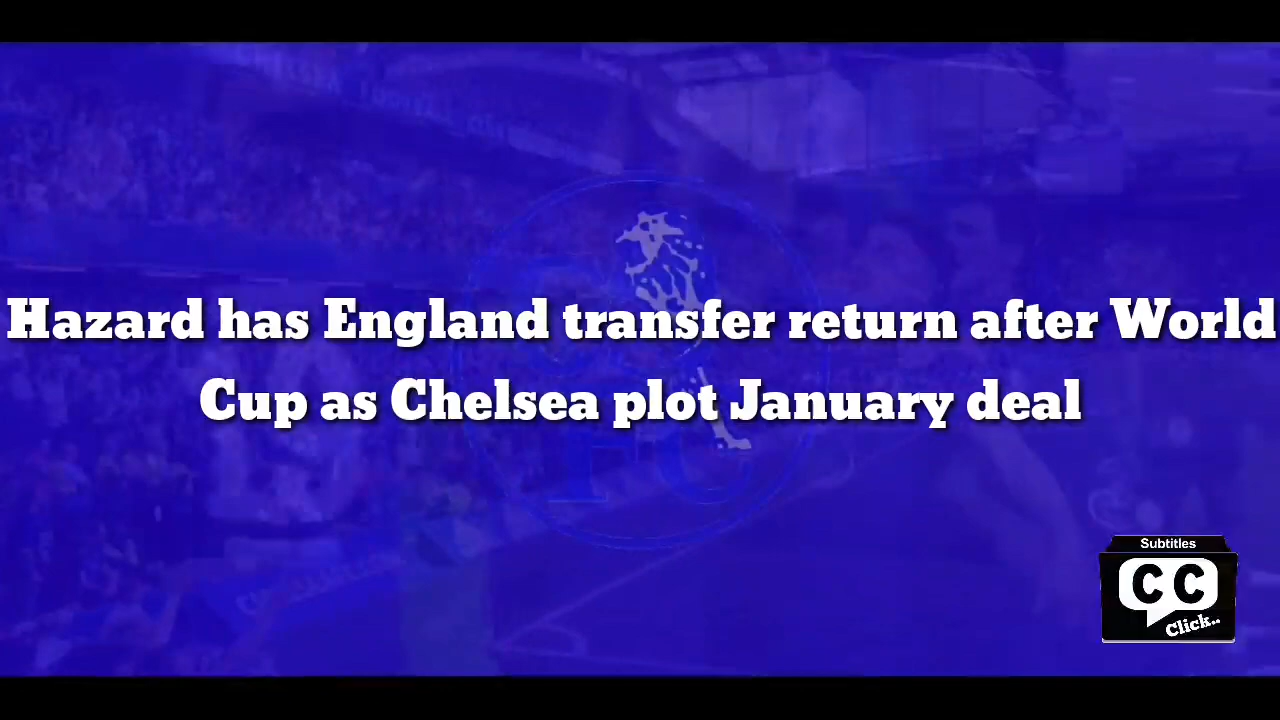 Hazard has England transfer return after World
Cup as Chelsea plot January deal
Subtitles
CC
Click..